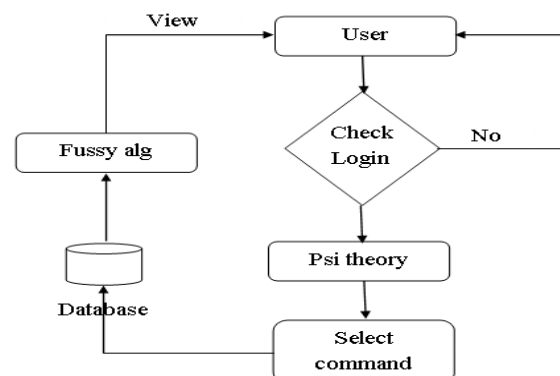 View
User
Check
Login
No
Fussy alg
Psi theory
Database
Select
command